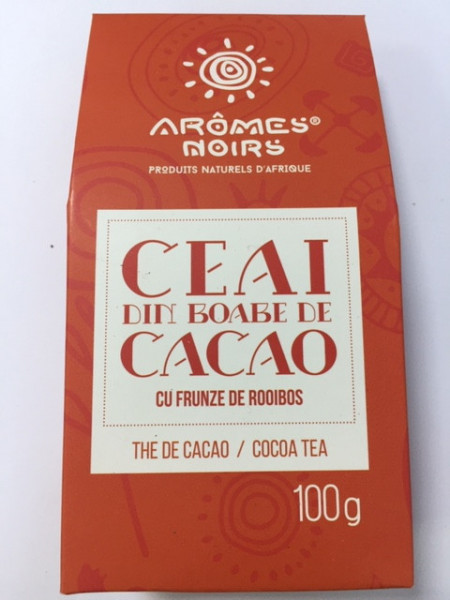 ARÔMES®
NOIRS
PRODUITS NATURELS D'AFRIQUE
CEAI
DIN BOABE DE
CACAO
CU FRUNZE DE ROOIBOS
THE DE CACAO / COCOA TEA
100g